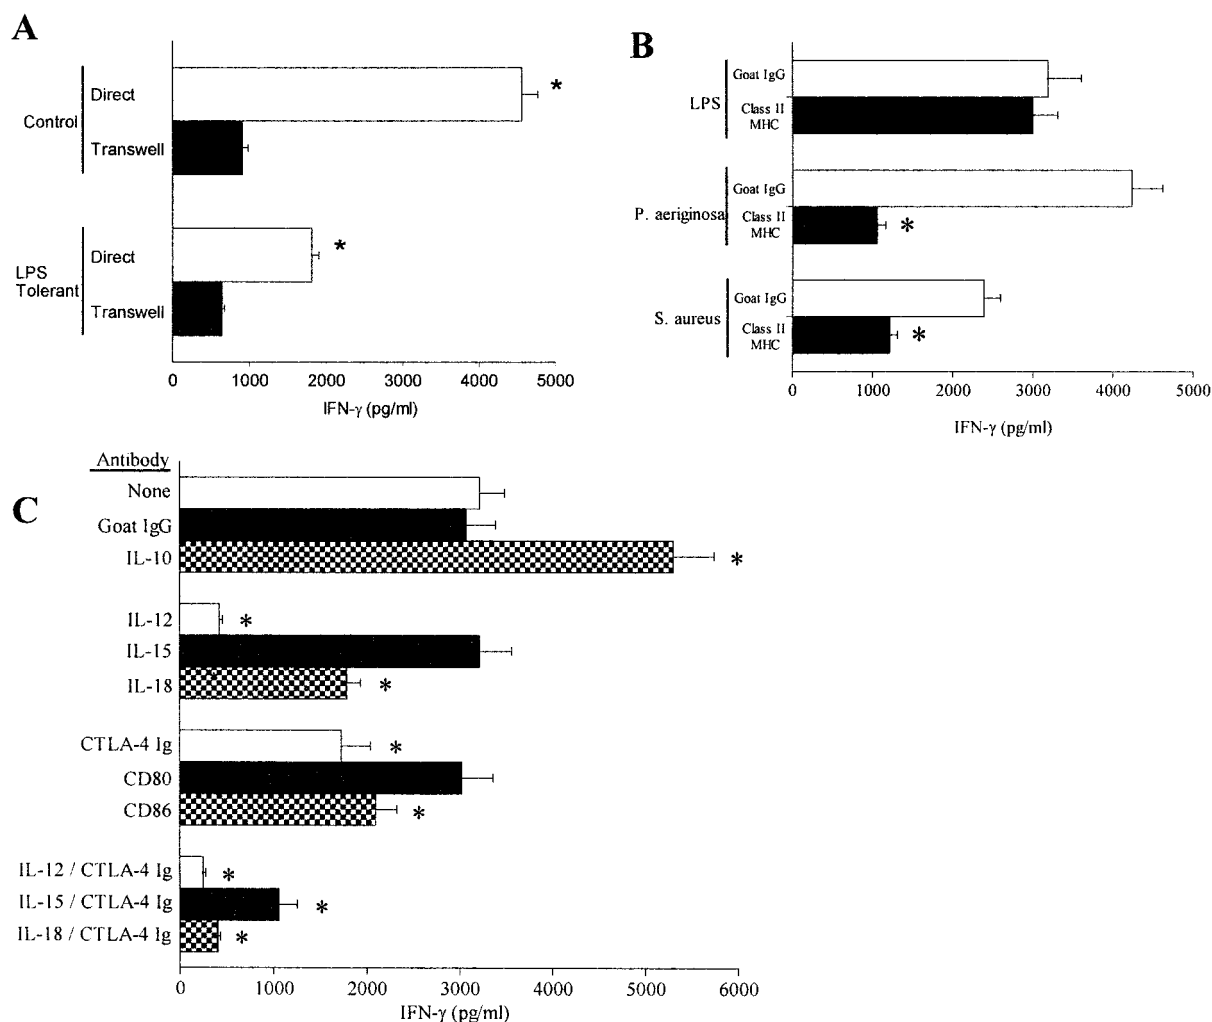 A
Control
Direct
*
Transwell
LPS
Tolerant
Direct
*
Transwell
0 1000 2000 3000 4000 5000
IFN-γ (pg/ml)
B
LPS
Goat IgG
Class II
MHC
P. aeriginosa
Goat IgG
Class II
MHC
*
S. aureus
Goat IgG
Class II
MHC
*
0 1000 2000 3000 4000 5000
IFN-γ (pg/ml)
C
Antibody
None
Goat IgG
IL-10 *
IL-12 *
IL-15
IL-18 *
CTLA-4 Ig *
CD80
CD86 *
IL-12 / CTLA-4 Ig *
IL-15 / CTLA-4 Ig *
IL-18 / CTLA-4 Ig *
0 1000 2000 3000 4000 5000 6000
IFN-γ (pg/ml)